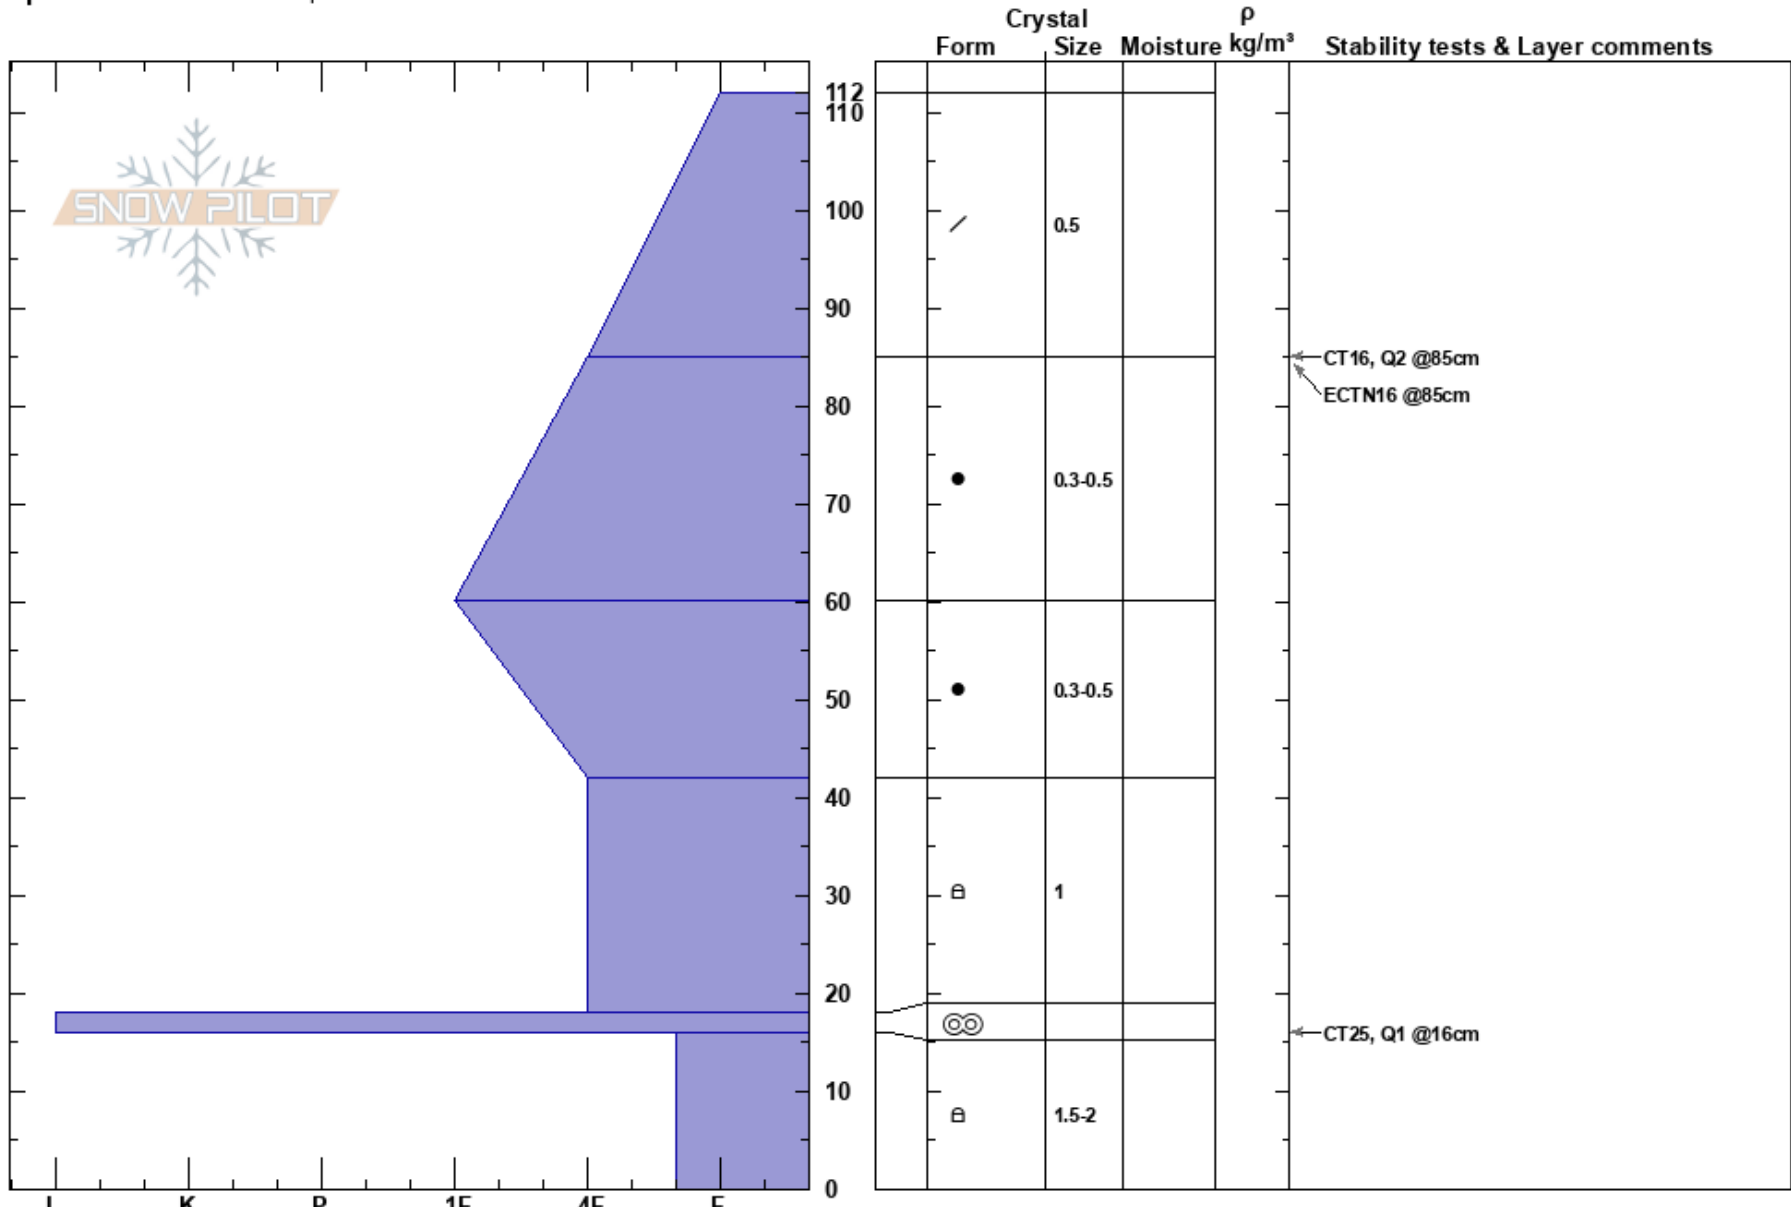 Crystal
ρ
Form Size Moisture kg/m³ Stability tests & Layer comments
SNOW PILOT
112
110
100
0.5
90
CT16, Q2 @85cm
ECTN16 @85cm
80
0.3-0.5
70
60
0.3-0.5
50
40
30
1
20
CT25, Q1 @16cm
10
1.5-2
0
I K P 1F 4F F